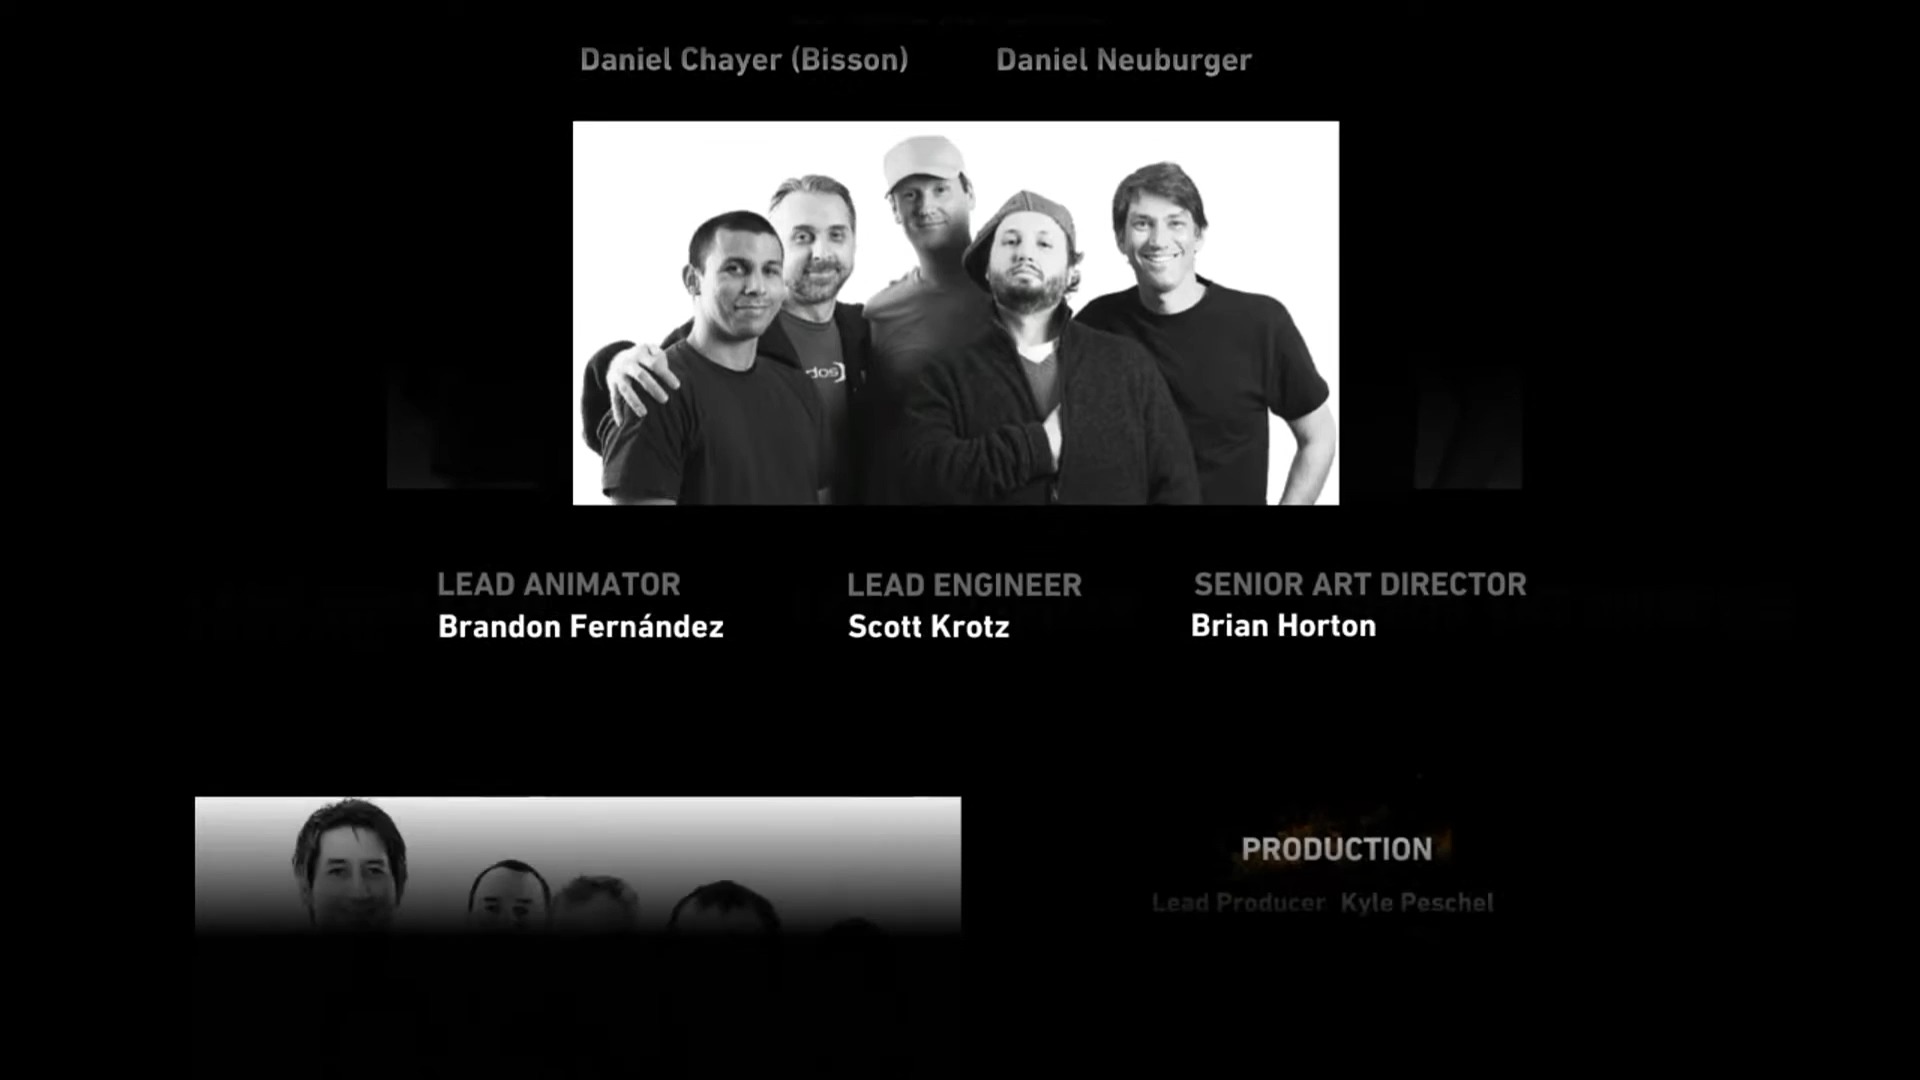 Daniel Chayer (Bisson) Daniel Neuburger
dos)
LEAD ANIMATOR LEAD ENGINEER SENIOR ART DIRECTOR
Brandon Fernández Scott Krotz Brian Horton
PRODUCTION
Lead Producer Kyle Peschel